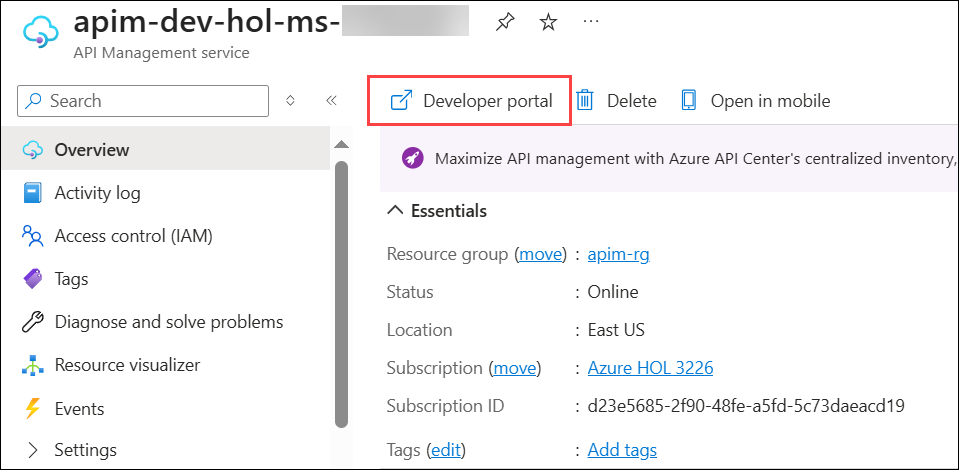 apim-dev-hol-ms-
...
API Management service
Search
Developer portal
Delete
Open in mobile
Overview
Maximize API management with Azure API Center's centralized inventory,
Activity log
Essentials
Access control (IAM)
Resource group (move) : apim-rg
Tags
Status : Online
Diagnose and solve problems
Location : East US
Resource visualizer
Subscription (move) : Azure HOL 3226
Events
Subscription ID : d23e5685-2f90-48fe-a5fd-5c73daeacd19
Settings
Tags (edit) : Add tags